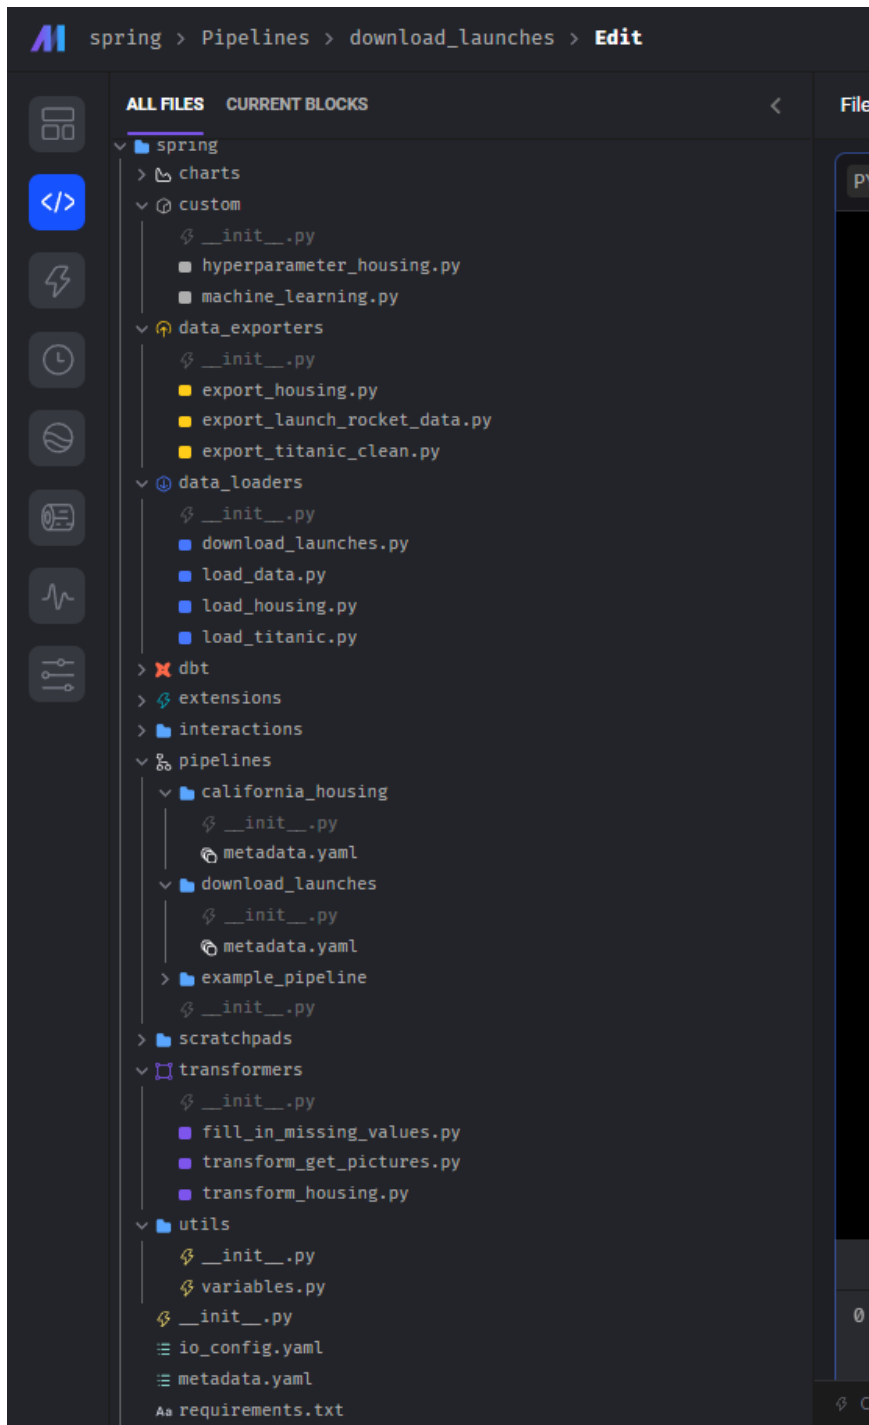 spring > Pipelines > download_launches > Edit
ALL FILES CURRENT BLOCKS
File
spring
charts
custom
__init__.py
hyperparameter_housing.py
machine_learning.py
data_exporters
__init__.py
export_housing.py
export_launch_rocket_data.py
export_titanic_clean.py
data_loaders
__init__.py
download_launches.py
load_data.py
load_housing.py
load_titanic.py
dbt
extensions
interactions
pipelines
california_housing
__init__.py
metadata.yaml
download_launches
__init__.py
metadata.yaml
example_pipeline
__init__.py
scratchpads
transformers
__init__.py
fill_in_missing_values.py
transform_get_pictures.py
transform_housing.py
utils
__init__.py
variables.py
__init__.py
0
io_config.yaml
metadata.yaml
Aa requirements.txt